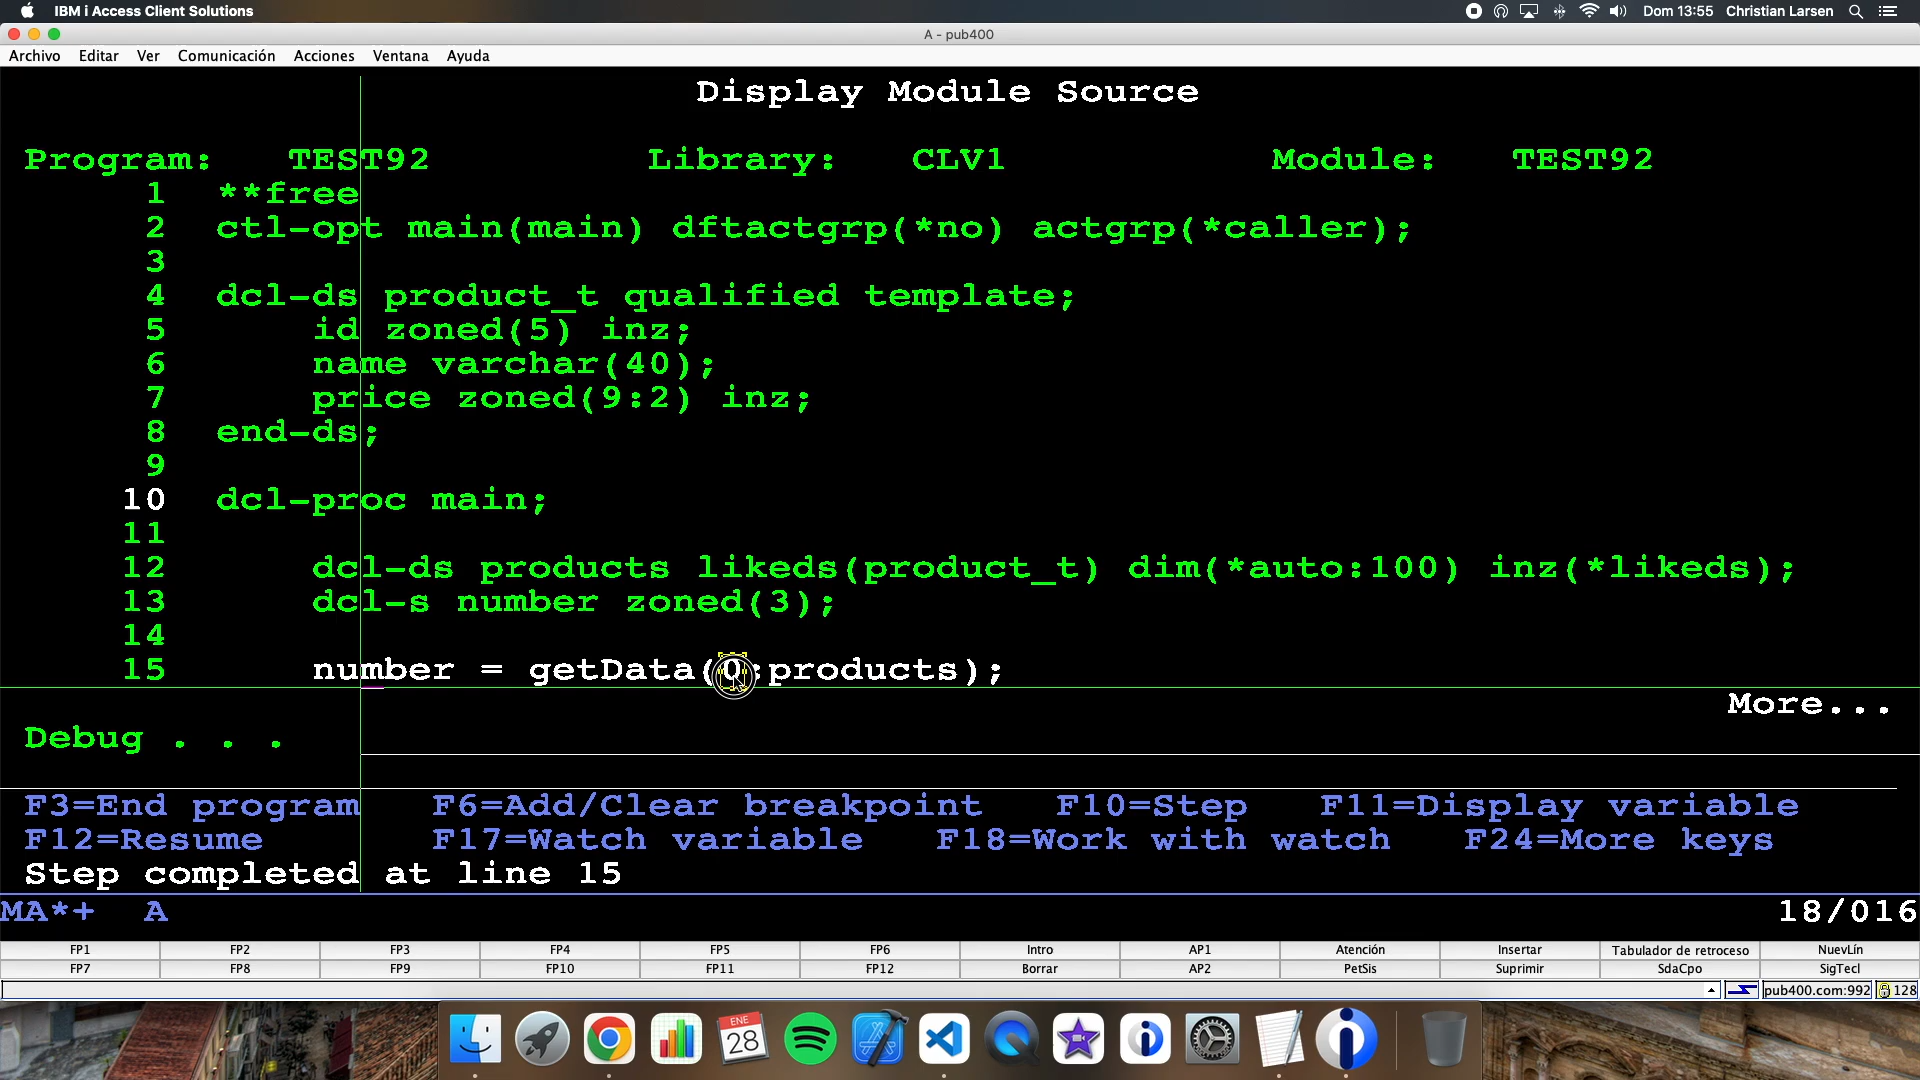 IBM i Access Client Solutions Dom 13:55 Christian Larsen
A - pub400
Archivo Editar Ver Comunicación Acciones Ventana Ayuda
Display Module Source
Program: TEST92 Library: CLV1 Module: TEST92
1 **free
2 ctl-opt main(main) dftactgrp(*no) actgrp(*caller);
3
4 dcl-ds product_t qualified template;
5 id zoned(5) inz;
6 name varchar(40);
7 price zoned(9:2) inz;
8 end-ds;
9
10 dcl-proc main;
11
12 dcl-ds products likeds(product_t) dim(*auto:100) inz(*likeds);
13 dcl-s number zoned(3);
14
15 number = getData(0:products);
More...
Debug . . .
F3=End program F6=Add/Clear breakpoint F10=Step F11=Display variable
F12=Resume F17=Watch variable F18=Work with watch F24=More keys
Step completed at line 15
MA*+ A 18/016
FP1 FP2 FP3 FP4 FP5 FP6 Intro AP1 Atención Insertar Tabulador de retroceso NuevLín
FP7 FP8 FP9 FP10 FP11 FP12 Borrar AP2 PetSis Suprimir SdaCpo SigTecl
pub400.com:992 128
ENE
28